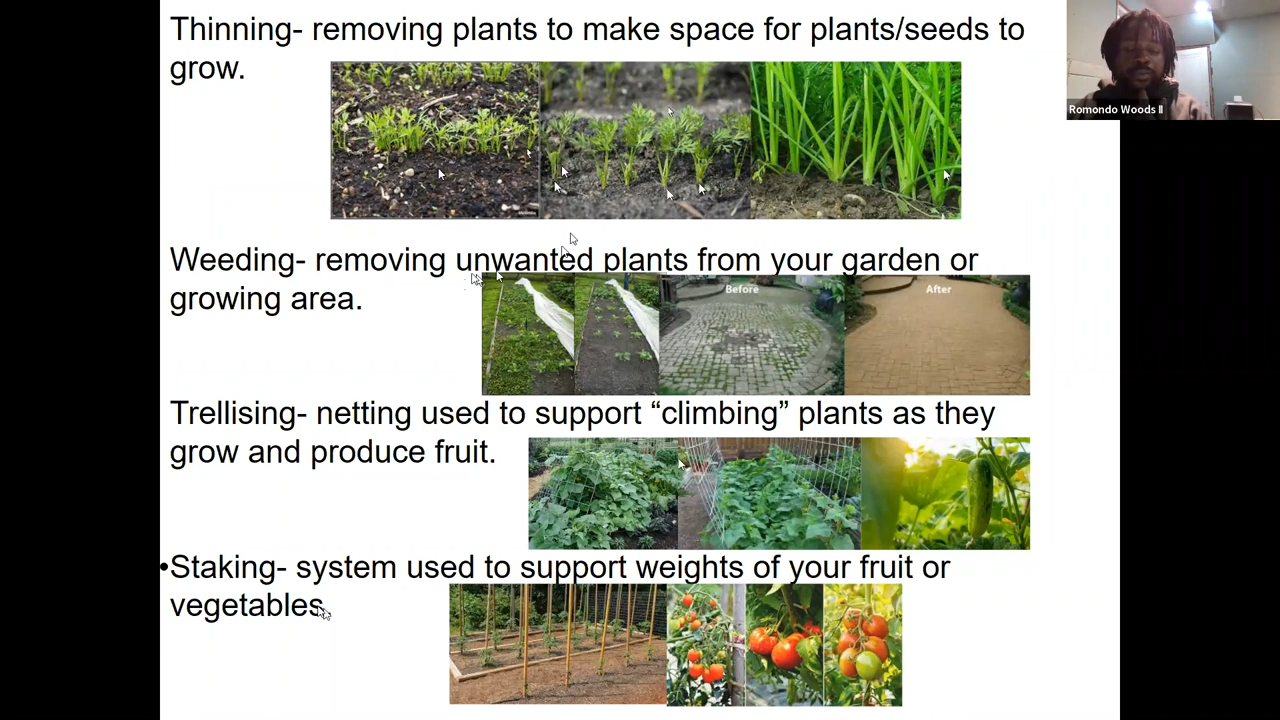 Thinning- removing plants to make space for plants/seeds to
grow.
Romondo Woods II
Weeding- removing unwanted plants from your garden or
growing area.
Before
After
Trellising- netting used to support “climbing” plants as they
grow and produce fruit.
•Staking- system used to support weights of your fruit or
vegetables